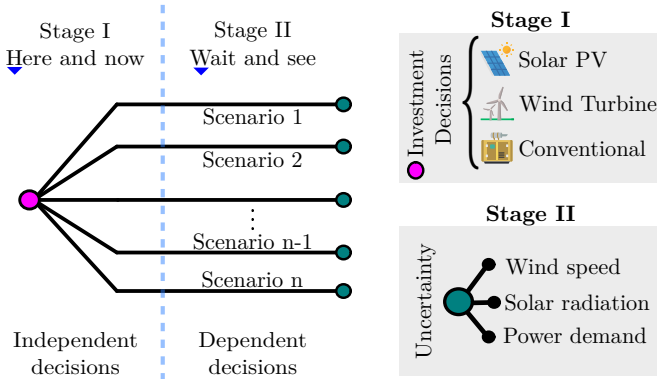 Stage I
Here and now
Stage II
Wait and see
Scenario 1
Scenario 2
Scenario n-1
Scenario n
Independent
decisions
Dependent
decisions
Stage I
Investment
Decisions
Solar PV
Wind Turbine
Conventional
Stage II
Uncertainty
Wind speed
Solar radiation
Power demand